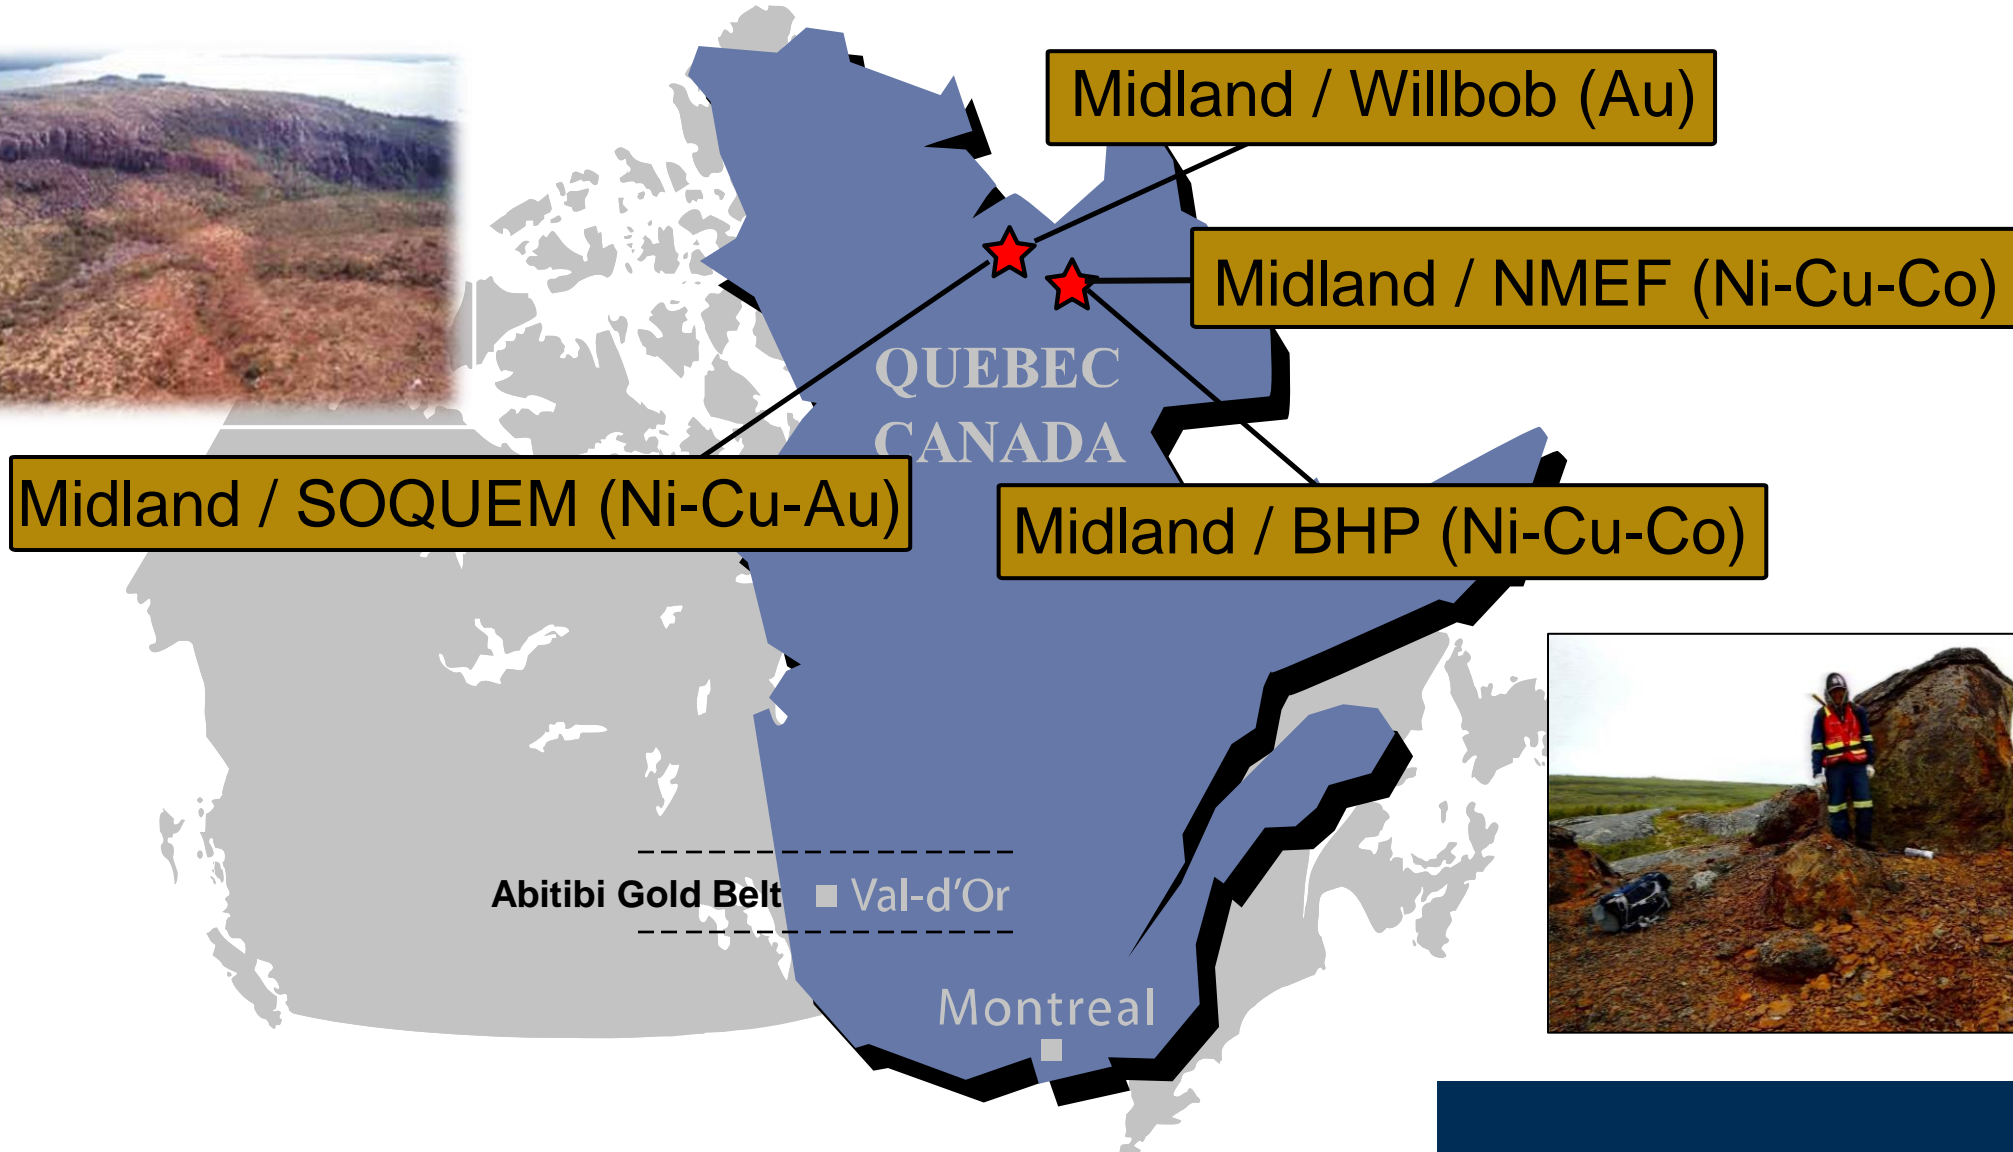 Midland / Willbob (Au)
Midland / NMEF (Ni-Cu-Co)
QUEBEC
CANADA
Midland / SOQUEM (Ni-Cu-Au)
Midland / BHP (Ni-Cu-Co)
Abitibi Gold Belt
Val-d'Or
Montreal